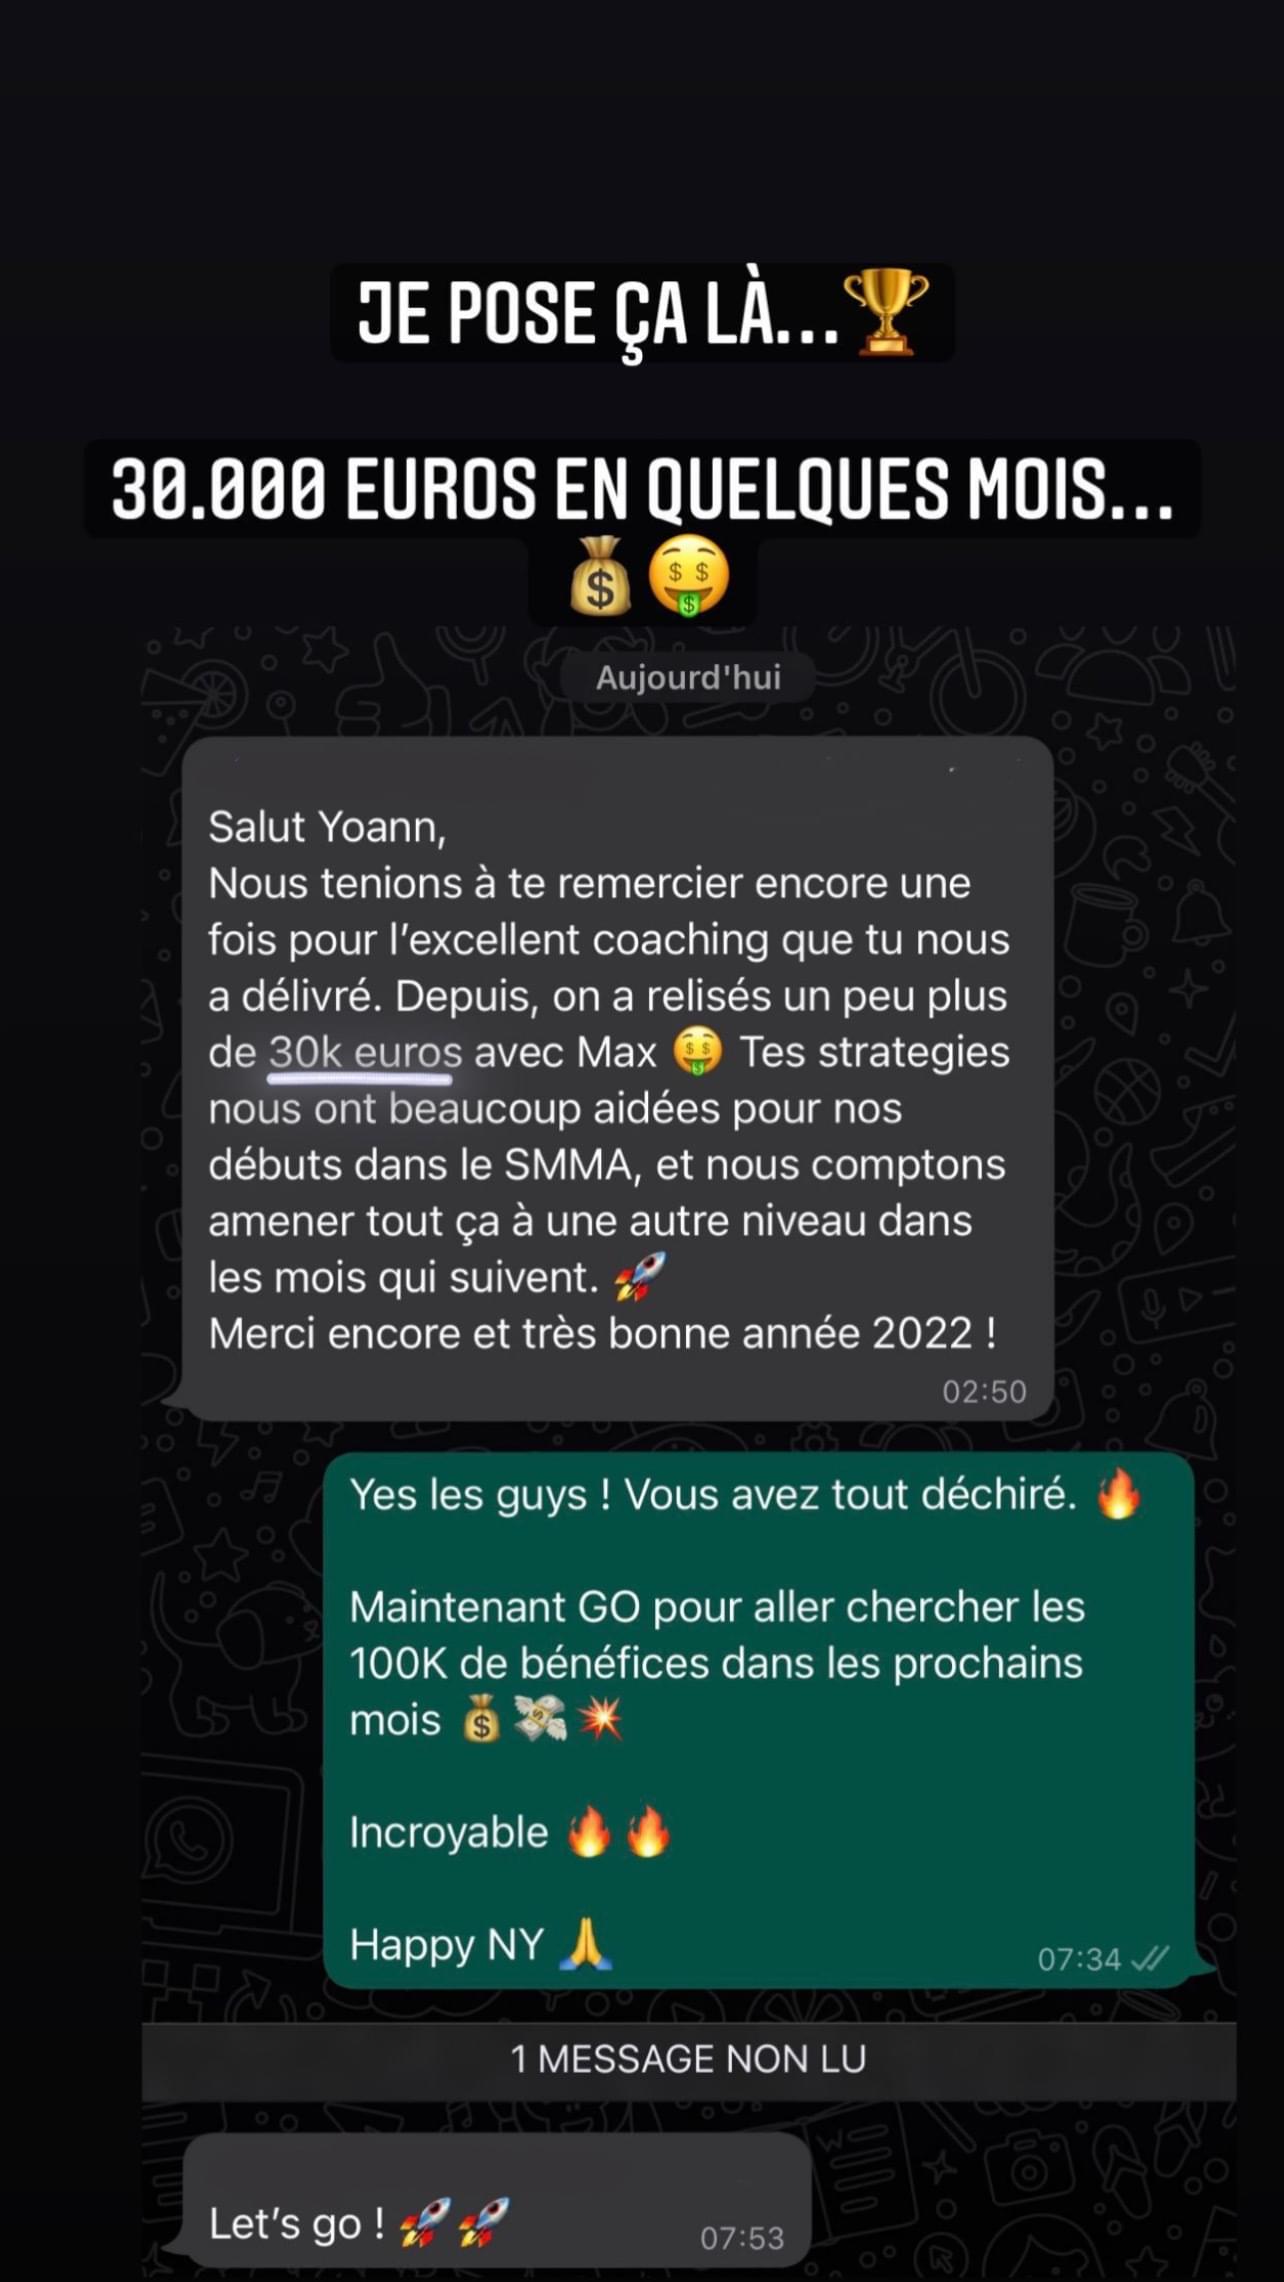 JE POSE ÇA LÀ...🏆
30.000 EUROS EN QUELQUES MOIS...
💰🤑
Aujourd'hui
Salut Yoann,
Nous tenions à te remercier encore une
fois pour l’excellent coaching que tu nous
a délivré. Depuis, on a relisés un peu plus
de 30k euros avec Max 🤑 Tes strategies
nous ont beaucoup aidées pour nos
débuts dans le SMMA, et nous comptons
amener tout ça à une autre niveau dans
les mois qui suivent. 🚀
Merci encore et très bonne année 2022 !
02:50
Yes les guys ! Vous avez tout déchiré. 🔥
Maintenant GO pour aller chercher les
100K de bénéfices dans les prochains
mois 💰💸💥
Incroyable 🔥🔥
Happy NY 🙏
07:34
1 MESSAGE NON LU
Let’s go ! 🚀🚀
07:53